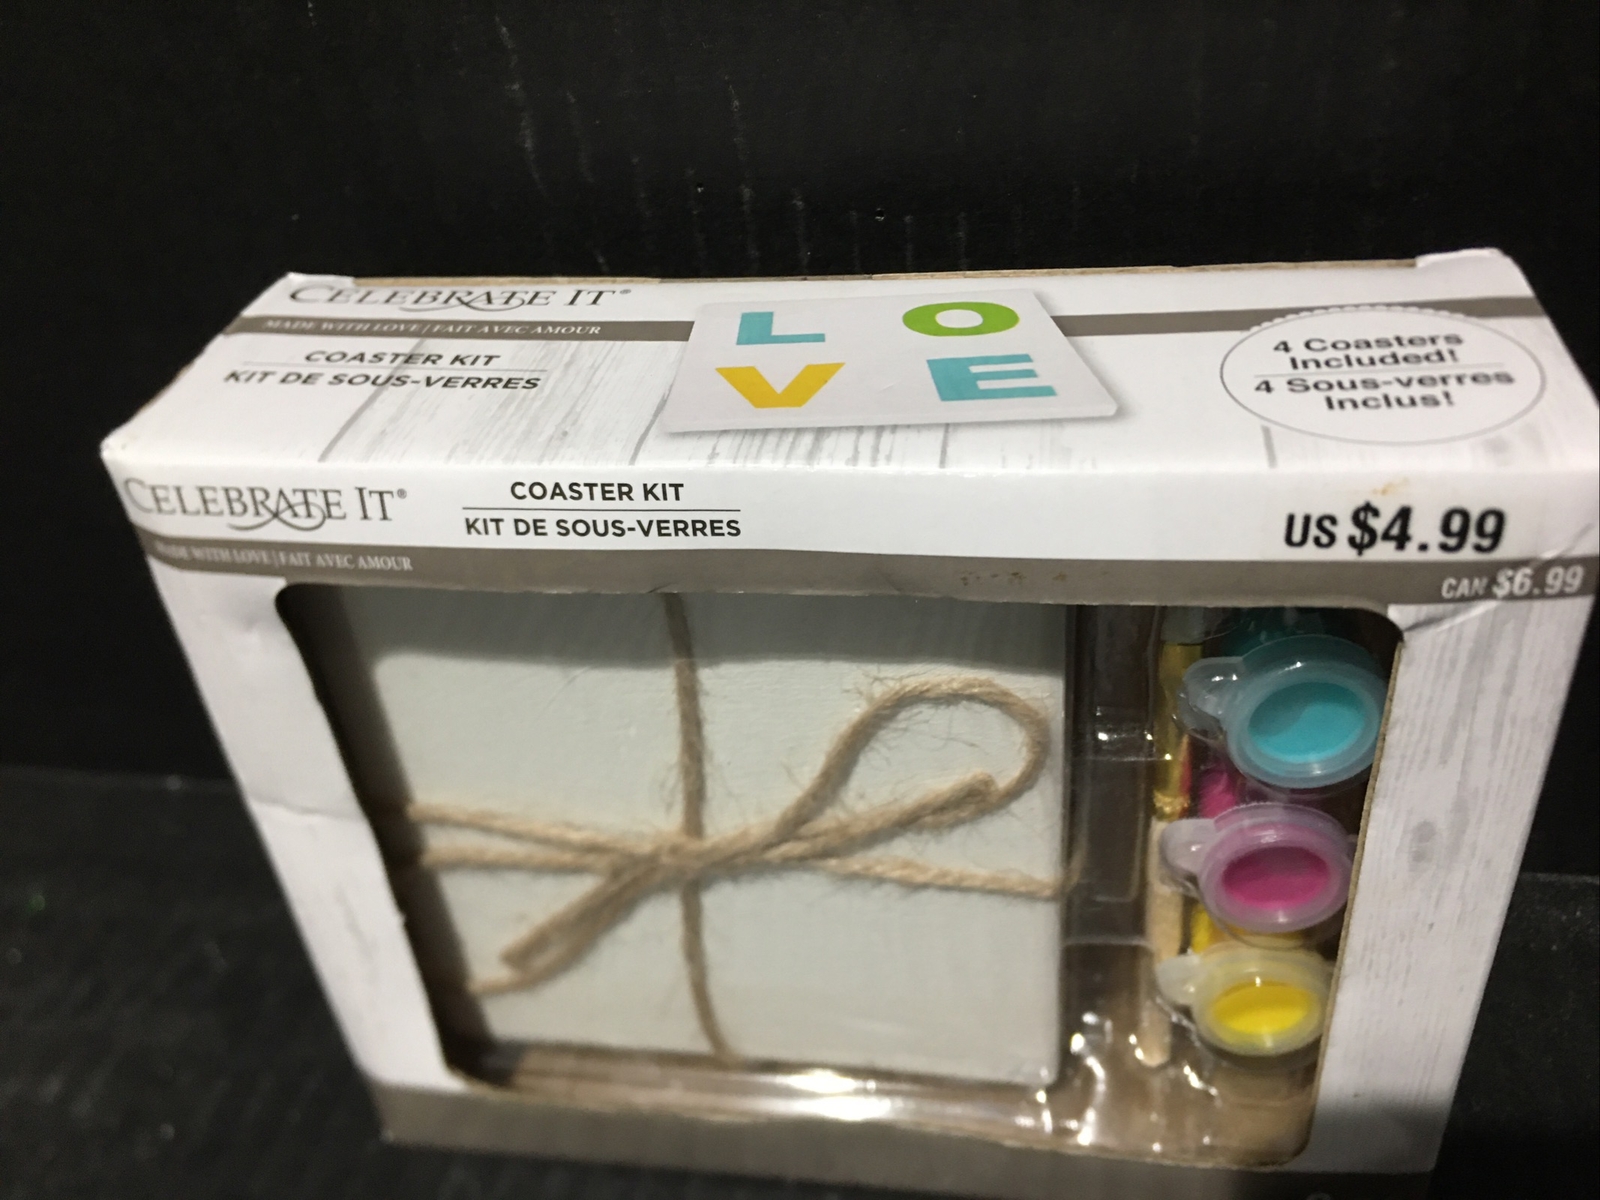 CELEBRATE IT®
MADE WITH LOVE | FAIT AVEC AMOUR
COASTER KIT
KIT DE SOUS-VERRES
L O
V E
4 Coasters
Included!
4 Sous-verres
Inclus!
CELEBRATE IT®
MADE WITH LOVE | FAIT AVEC AMOUR
COASTER KIT
KIT DE SOUS-VERRES
US $4.99
CAN $6.99